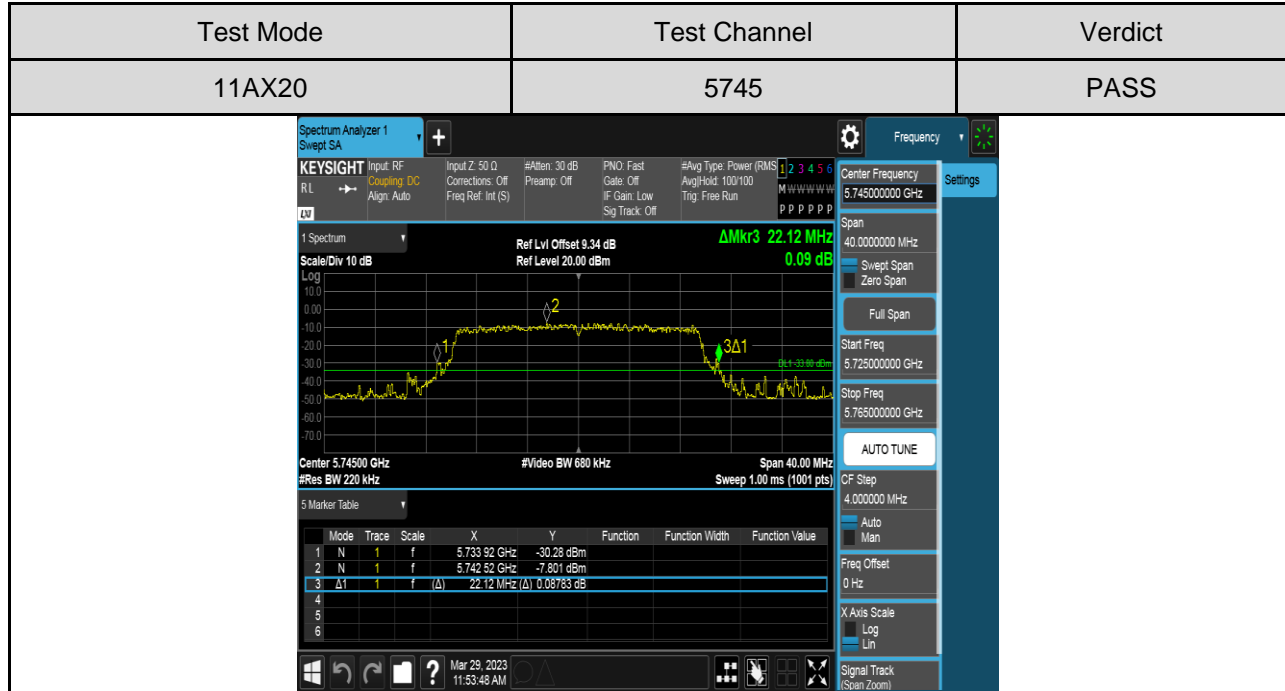 Test Mode Test Channel Verdict
11AX20 5745 PASS
Spectrum Analyzer 1
Swept SA
+
Frequency
KEYSIGHT
RL
LXI
Input: RF
Coupling: DC
Align: Auto
Input Z: 50 Ω
Corrections: Off
Freq Ref: Int (S)
#Atten: 30 dB
Preamp: Off
PNO: Fast
Gate: Off
IF Gain: Low
Sig Track: Off
#Avg Type: Power (RMS
Avg|Hold: 100/100
Trig: Free Run
1 2 3 4 5 6
M W W W W W
P P P P P P
1 Spectrum
Scale/Div 10 dB
Ref Lvl Offset 9.34 dB
Ref Level 20.00 dBm
ΔMkr3 22.12 MHz
0.09 dB
Log
10.0
0.00
-10.0
-20.0
-30.0
-40.0
-50.0
-60.0
-70.0
1
2
3Δ1
DL1 -33.80 dBm
Center 5.74500 GHz #Video BW 680 kHz Span 40.00 MHz
#Res BW 220 kHz Sweep 1.00 ms (1001 pts)
5 Marker Table
Mode Trace Scale X Y Function Function Width Function Value
1 N 1 f 5.733 92 GHz -30.28 dBm
2 N 1 f 5.742 52 GHz -7.801 dBm
3 Δ1 1 f (Δ) 22.12 MHz (Δ) 0.08783 dB
4
5
6
?
Mar 29, 2023
11:53:48 AM
Center Frequency
5.745000000 GHz
Settings
Span
40.0000000 MHz
Swept Span
Zero Span
Full Span
Start Freq
5.725000000 GHz
Stop Freq
5.765000000 GHz
AUTO TUNE
CF Step
4.000000 MHz
Auto
Man
Freq Offset
0 Hz
X Axis Scale
Log
Lin
Signal Track
(Span Zoom)